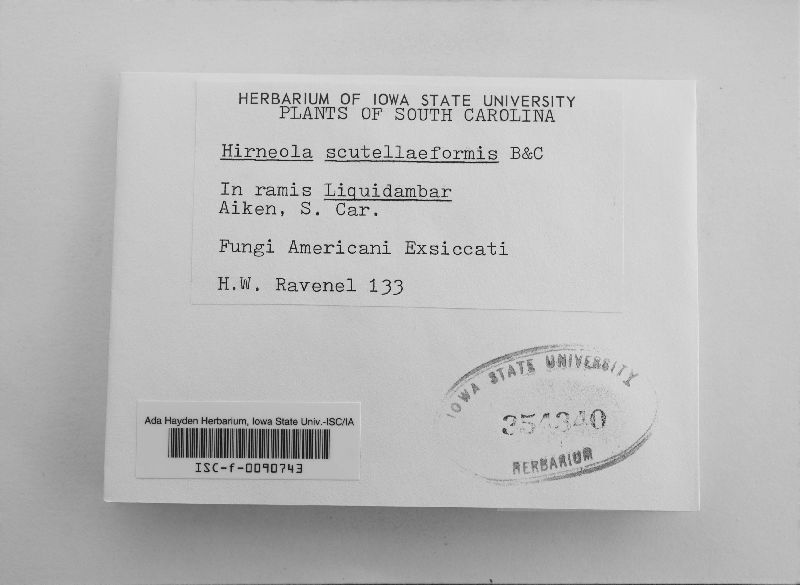 HERBARIUM OF IOWA STATE UNIVERSITY
PLANTS OF SOUTH CAROLINA
Hirneola scutellaeformis B&C
In ramis Liquidambar
Aiken, S. Car.
Fungi Americani Exsiccati
H.W. Ravenel 133
IOWA STATE UNIVERSITY
354340
HERBARIUM
Ada Hayden Herbarium, Iowa State Univ.-ISC/IA
ISC-f-0090743